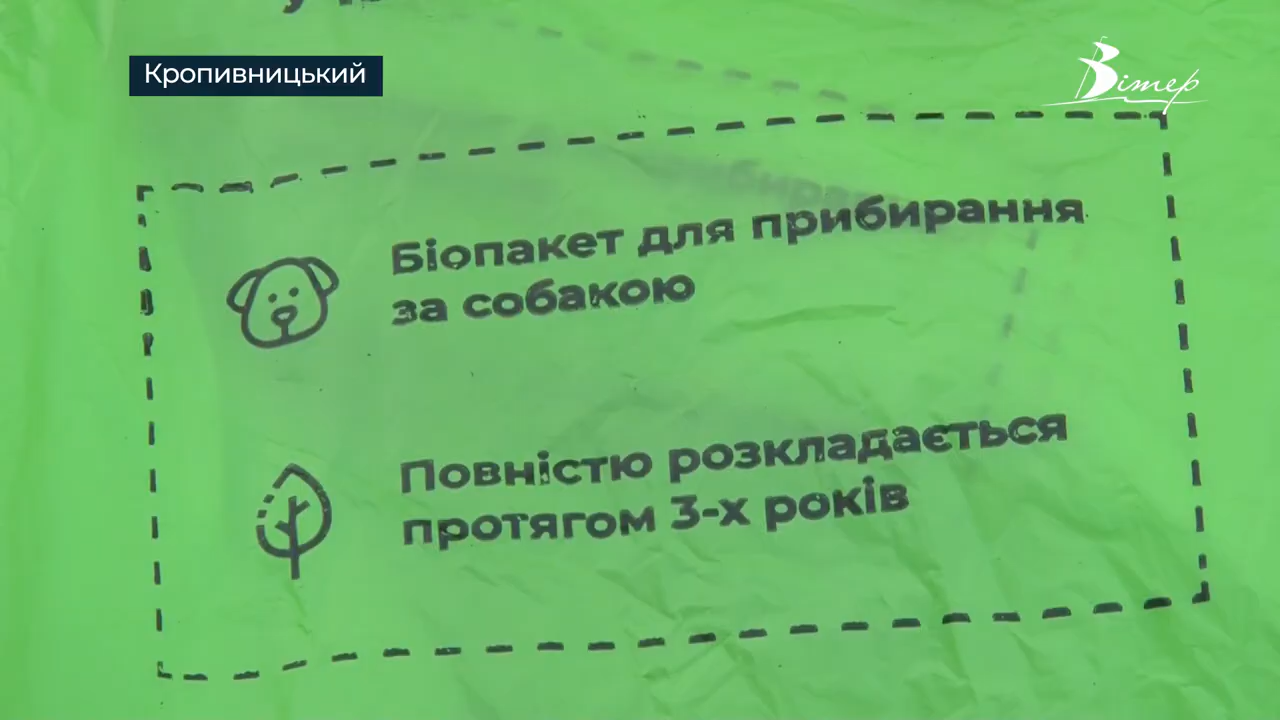 Кропивницький
Вітер
Біопакет для прибирання
за собакою
Повністю розкладається
протягом 3-х років